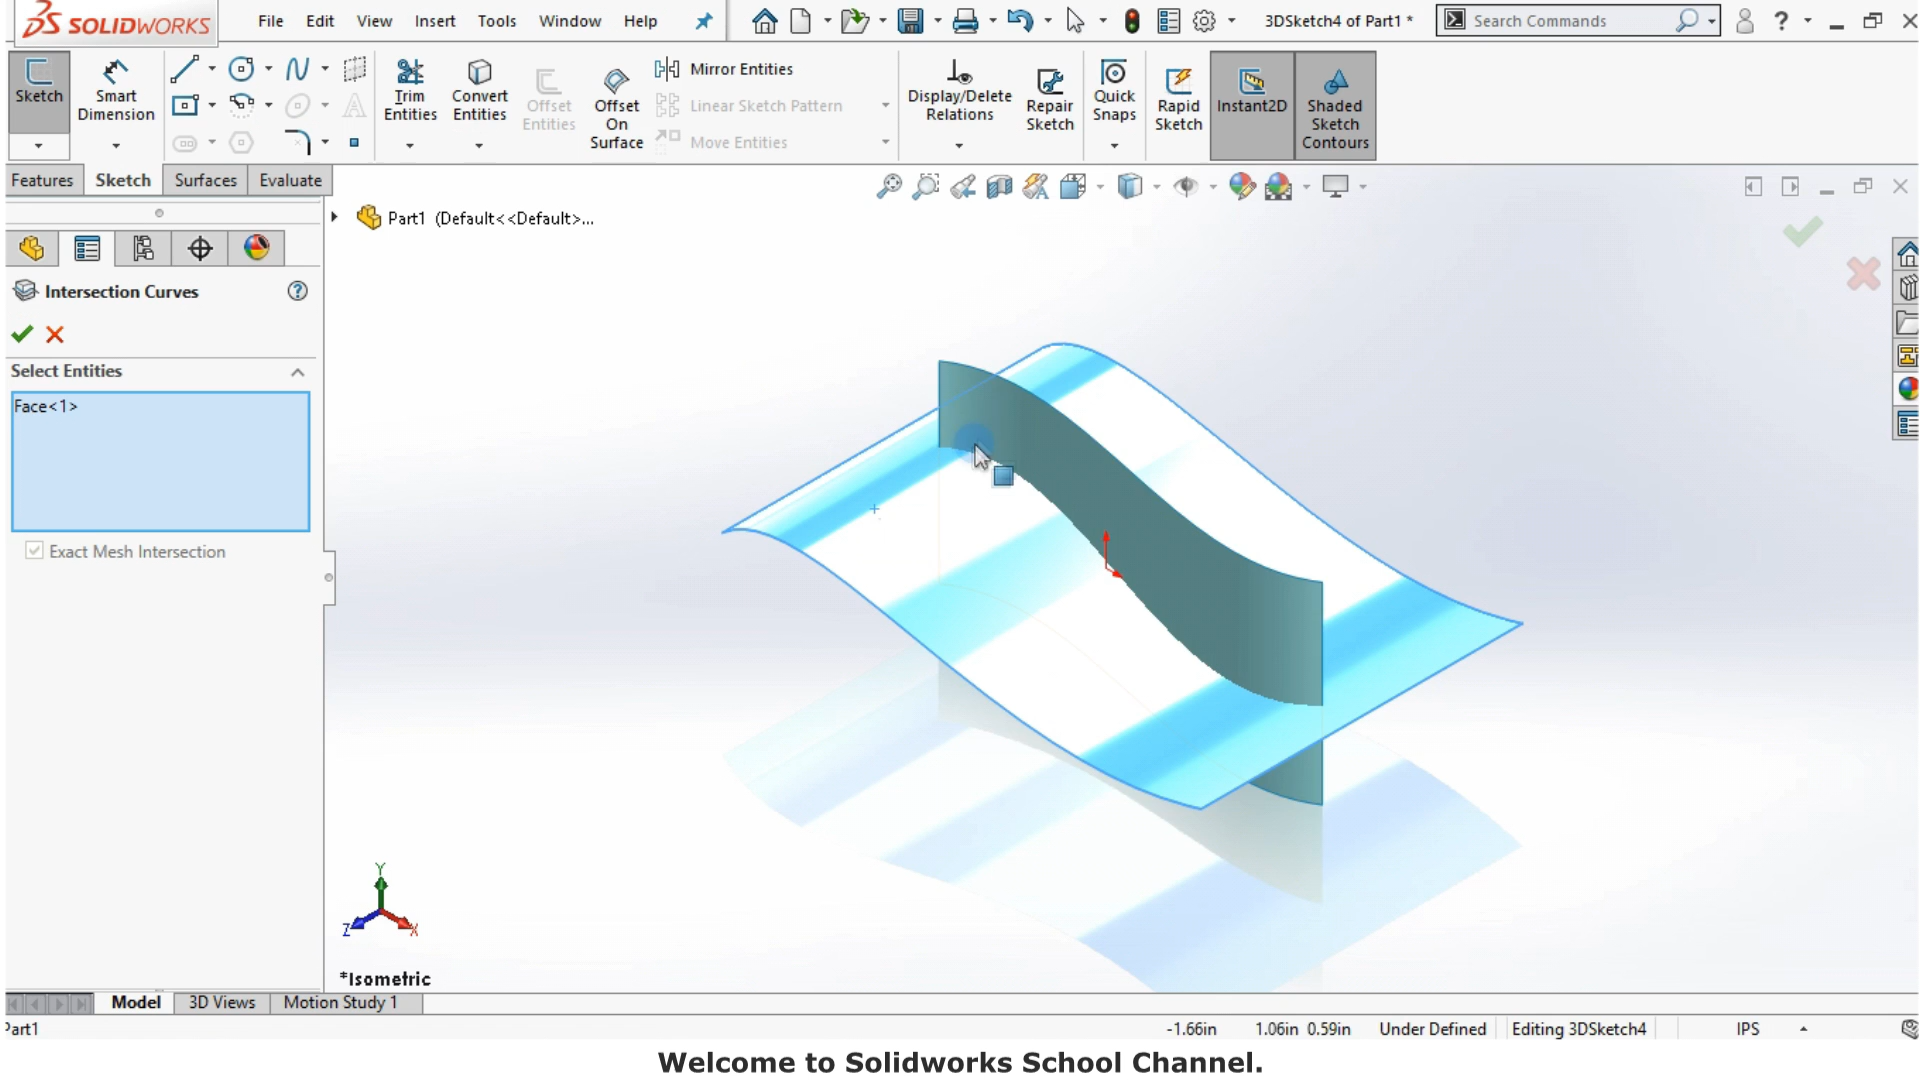 SOLIDWORKS
File Edit View Insert Tools Window Help
3DSketch4 of Part1 *
Search Commands
Sketch
Smart
Dimension
Trim
Entities
Convert
Entities
Offset
Entities
Offset
On
Surface
Mirror Entities
Linear Sketch Pattern
Move Entities
Display/Delete
Relations
Repair
Sketch
Quick
Snaps
Rapid
Sketch
Instant2D
Shaded
Sketch
Contours
Features Sketch Surfaces Evaluate
Part1 (Default<<Default>...
Intersection Curves
Select Entities
Face<1>
Exact Mesh Intersection
Y
Z
X
*Isometric
Model 3D Views Motion Study 1
Part1
-1.66in 1.06in 0.59in Under Defined Editing 3DSketch4 IPS
Welcome to Solidworks School Channel.